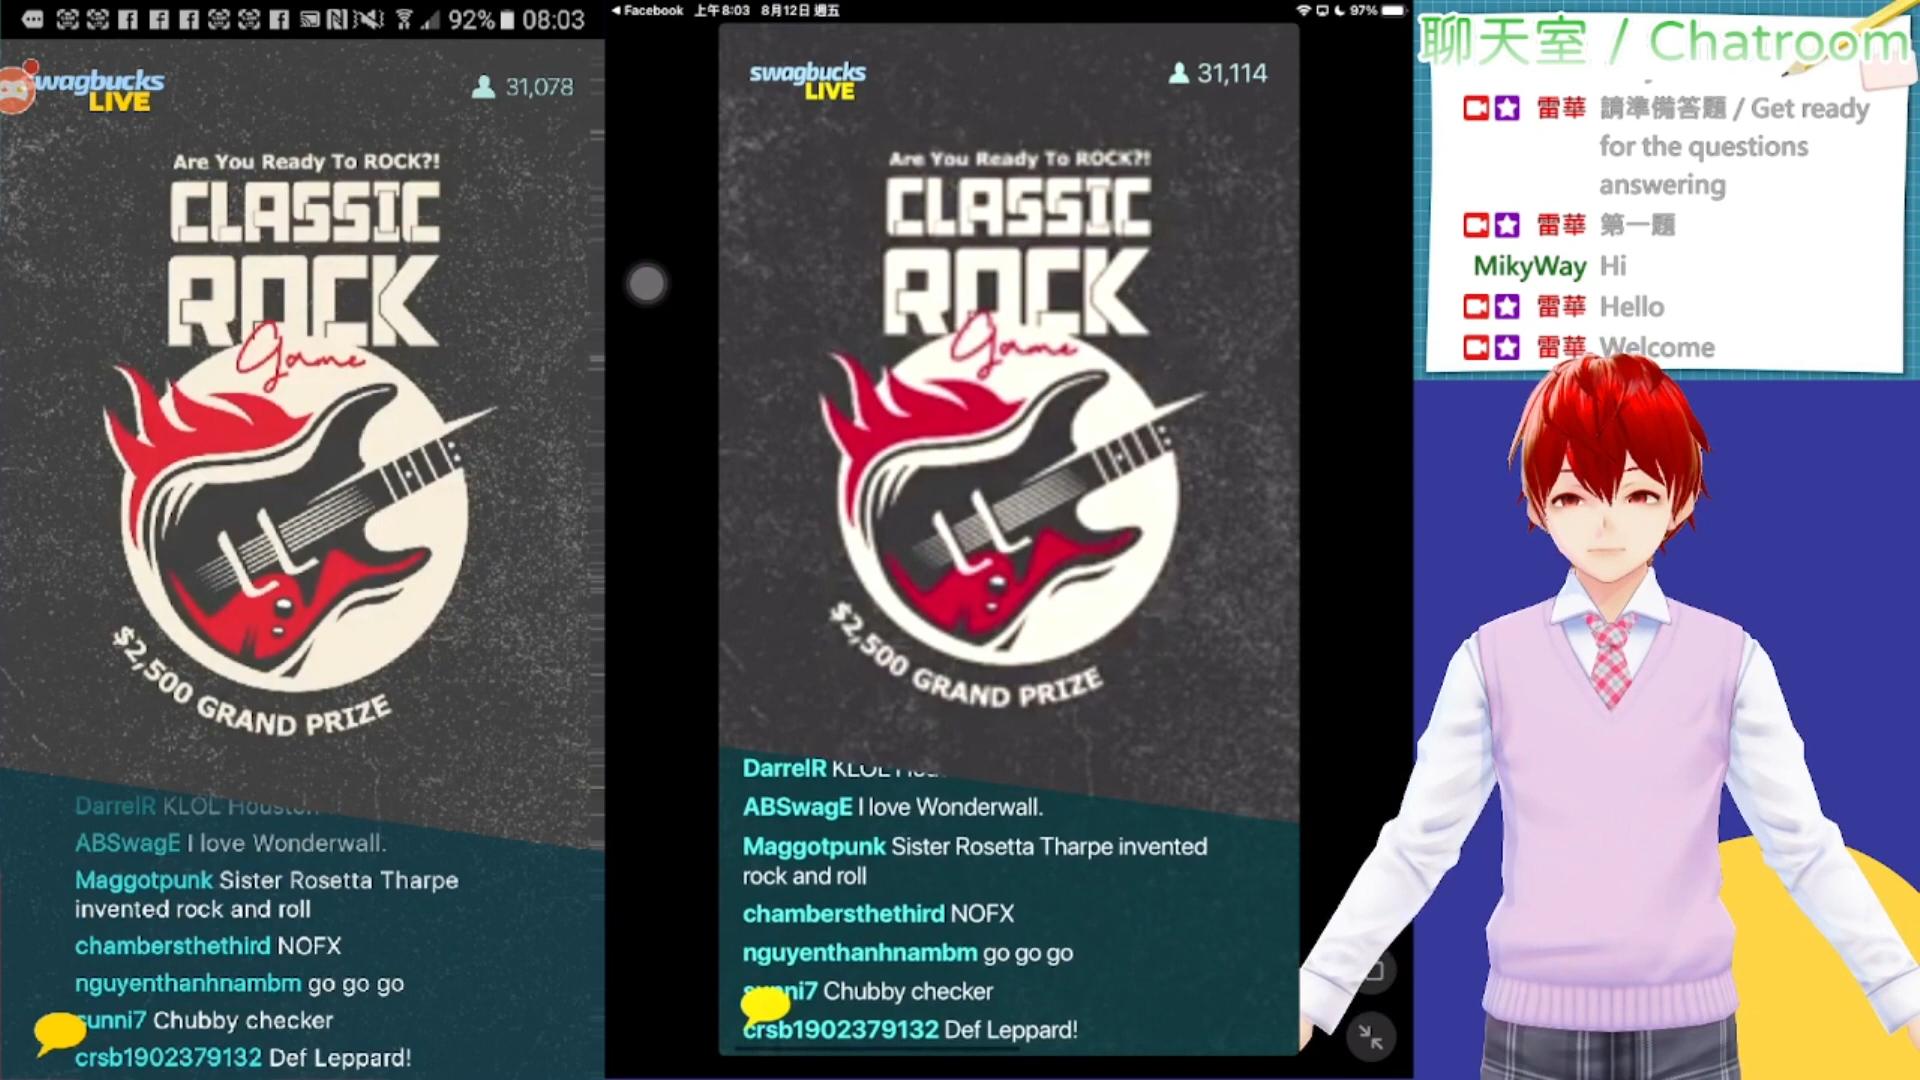 92% 08:03
swagbucks
LIVE
31,078
Are You Ready To ROCK?!
CLASSIC
ROCK
Game
$2,500 GRAND PRIZE
DarrelR KLOL Houston.
ABSwagE I love Wonderwall.
Maggotpunk Sister Rosetta Tharpe
invented rock and roll
chambersthethird NOFX
nguyenthanhnambm go go go
sunni7 Chubby checker
crsb1902379132 Def Leppard!
Facebook 上午8:03 8月12日 週五
97%
swagbucks
LIVE
31,114
Are You Ready To ROCK?!
CLASSIC
ROCK
Game
$2,500 GRAND PRIZE
DarrelR KLOL
ABSwagE I love Wonderwall.
Maggotpunk Sister Rosetta Tharpe invented
rock and roll
chambersthethird NOFX
nguyenthanhnambm go go go
sunni7 Chubby checker
crsb1902379132 Def Leppard!
聊天室 / Chatroom
雷華 請準備答題 / Get ready
for the questions
answering
雷華 第一題
MikyWay Hi
雷華 Hello
雷華 Welcome